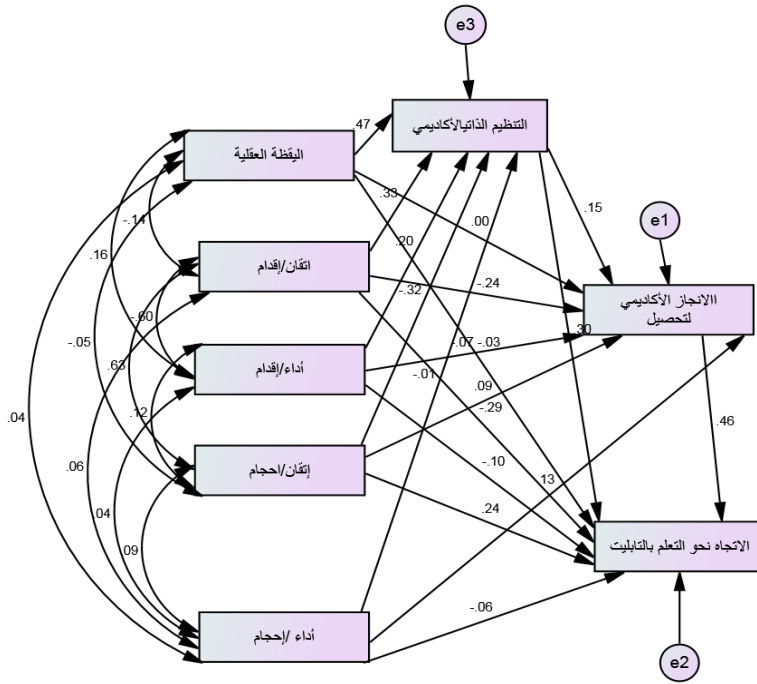 e3
التنظيم الذاتيالأكاديمي
.47
اليقظة العقلية
.33
.00
.15
e1
-.14
.16
.20
اتقان/إقدام
-.32
-.24
االانجاز الأكاديمي
لتحصيل
-.60
-.07
-.03
.30
-.05
.63
أداء/إقدام
-.01
.09
.04
.12
-.29
.46
-.10
إتقان/احجام
.06
.04
.24
.13
.09
الاتجاه نحو التعلم بالتابليت
أداء /إحجام
-.06
e2